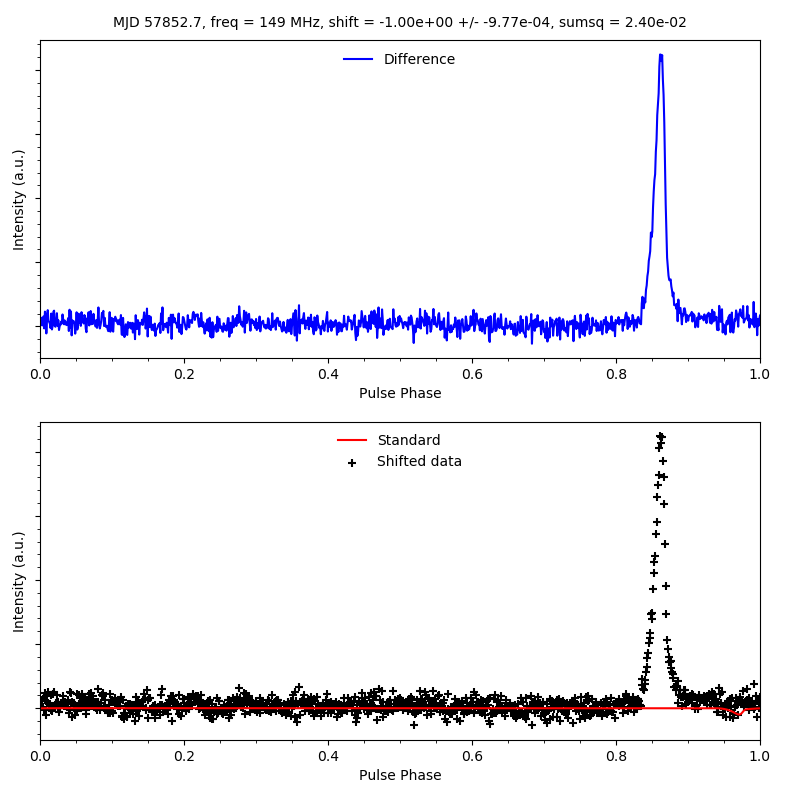 MJD 57852.7, freq = 149 MHz, shift = -1.00e+00 +/- -9.77e-04, sumsq = 2.40e-02
Difference
Intensity (a.u.)
0.0 0.2 0.4 0.6 0.8 1.0
Pulse Phase
Standard
Shifted data
Intensity (a.u.)
0.0 0.2 0.4 0.6 0.8 1.0
Pulse Phase